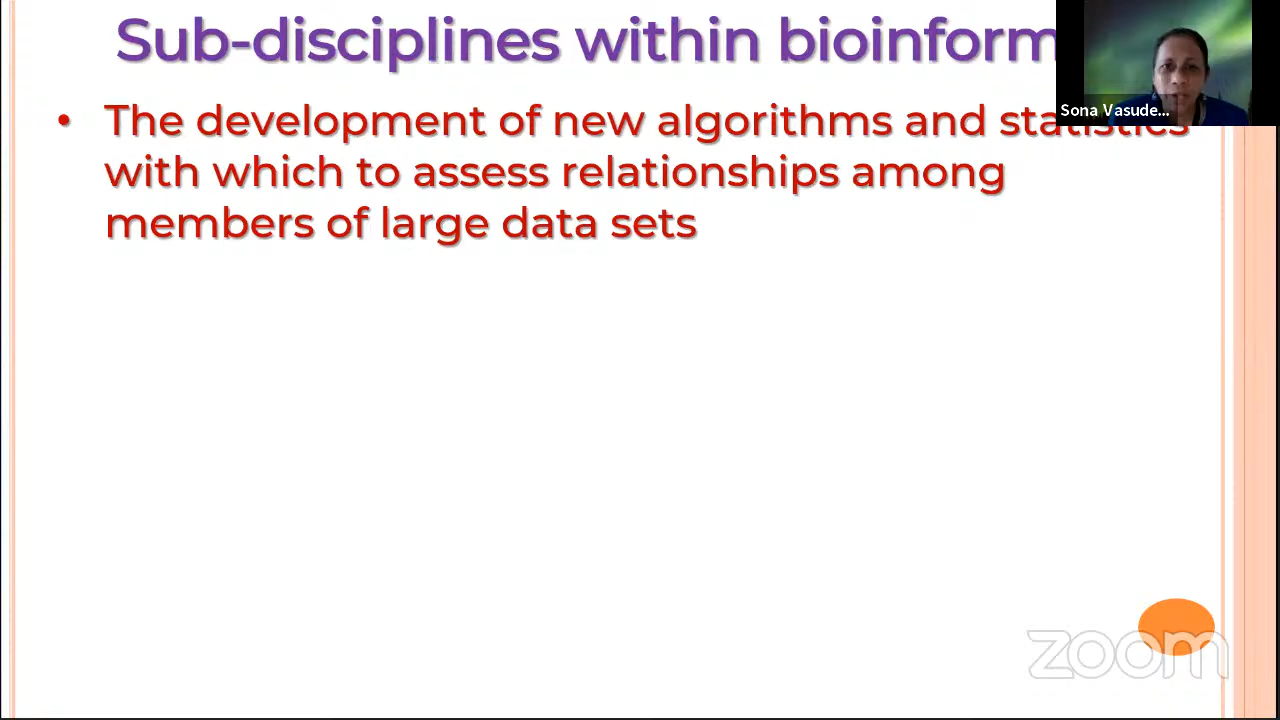 Sub-disciplines within bioinform
Sona Vasude...
• The development of new algorithms and statistics
with which to assess relationships among
members of large data sets
zoom